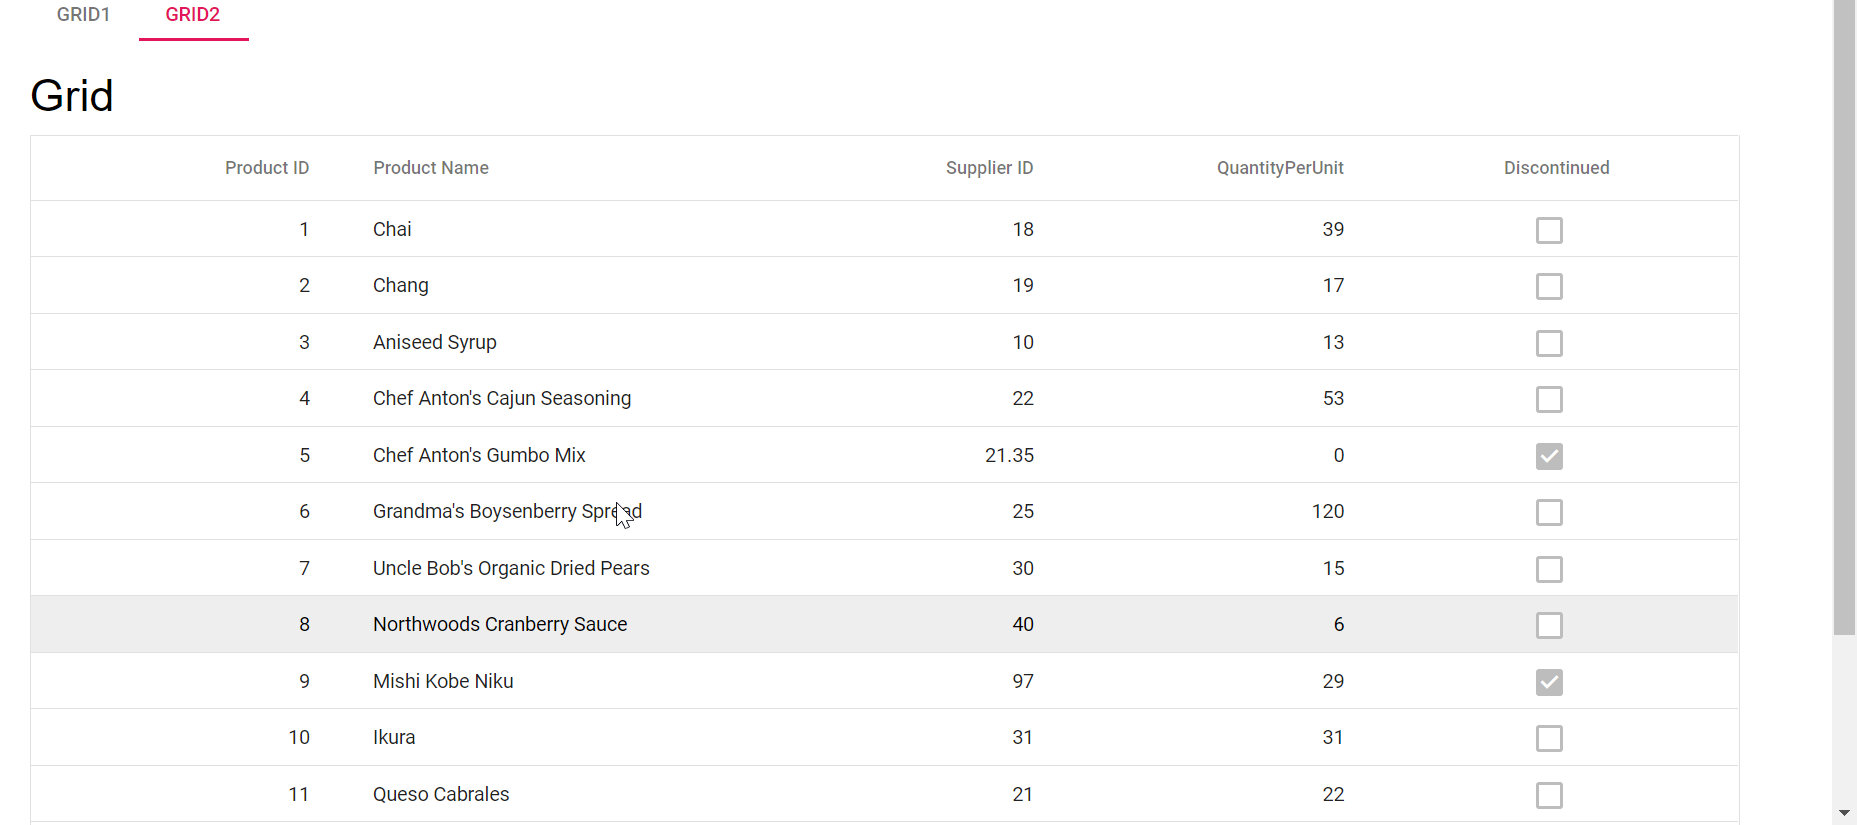 GRID1 GRID2
Grid
Product ID Product Name Supplier ID QuantityPerUnit Discontinued
1 Chai 18 39
2 Chang 19 17
3 Aniseed Syrup 10 13
4 Chef Anton's Cajun Seasoning 22 53
5 Chef Anton's Gumbo Mix 21.35 0
6 Grandma's Boysenberry Spread 25 120
7 Uncle Bob's Organic Dried Pears 30 15
8 Northwoods Cranberry Sauce 40 6
9 Mishi Kobe Niku 97 29
10 Ikura 31 31
11 Queso Cabrales 21 22